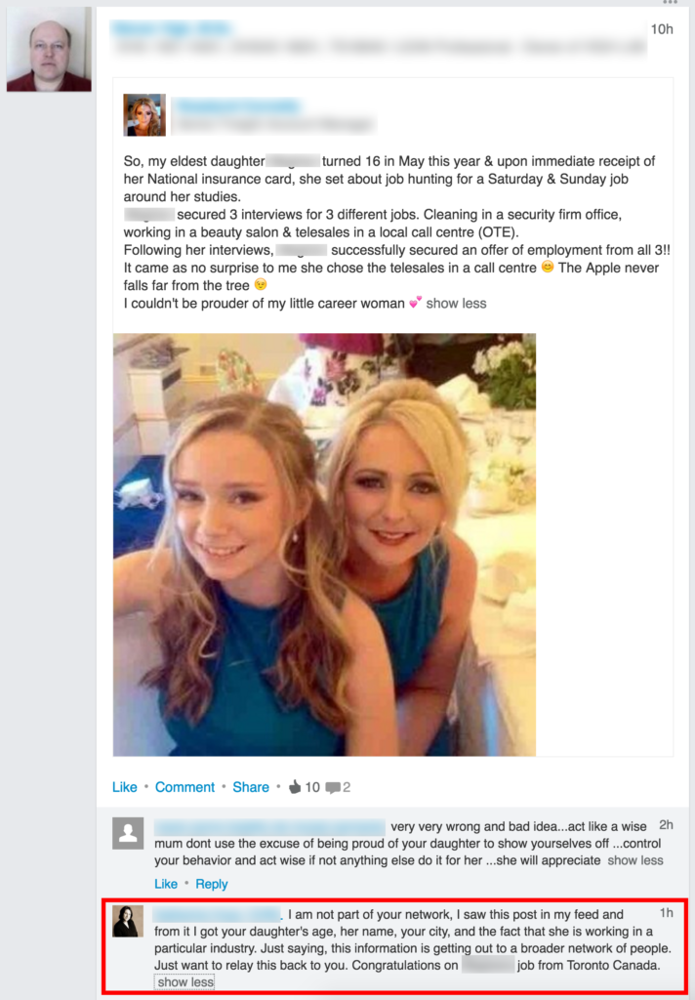 10h
So, my eldest daughter turned 16 in May this year & upon immediate receipt of
her National insurance card, she set about job hunting for a Saturday & Sunday job
around her studies.
secured 3 interviews for 3 different jobs. Cleaning in a security firm office,
working in a beauty salon & telesales in a local call centre (OTE).
Following her interviews, successfully secured an offer of employment from all 3!!
It came as no surprise to me she chose the telesales in a call centre 😊 The Apple never
falls far from the tree 😉
I couldn't be prouder of my little career woman 💕 show less
Like • Comment • Share • 10 2
very very wrong and bad idea...act like a wise 2h
mum dont use the excuse of being proud of your daughter to show yourselves off ...control
your behavior and act wise if not anything else do it for her ...she will appreciate show less
Like • Reply
. I am not part of your network, I saw this post in my feed and 1h
from it I got your daughter's age, her name, your city, and the fact that she is working in a
particular industry. Just saying, this information is getting out to a broader network of people.
Just want to relay this back to you. Congratulations on job from Toronto Canada.
show less